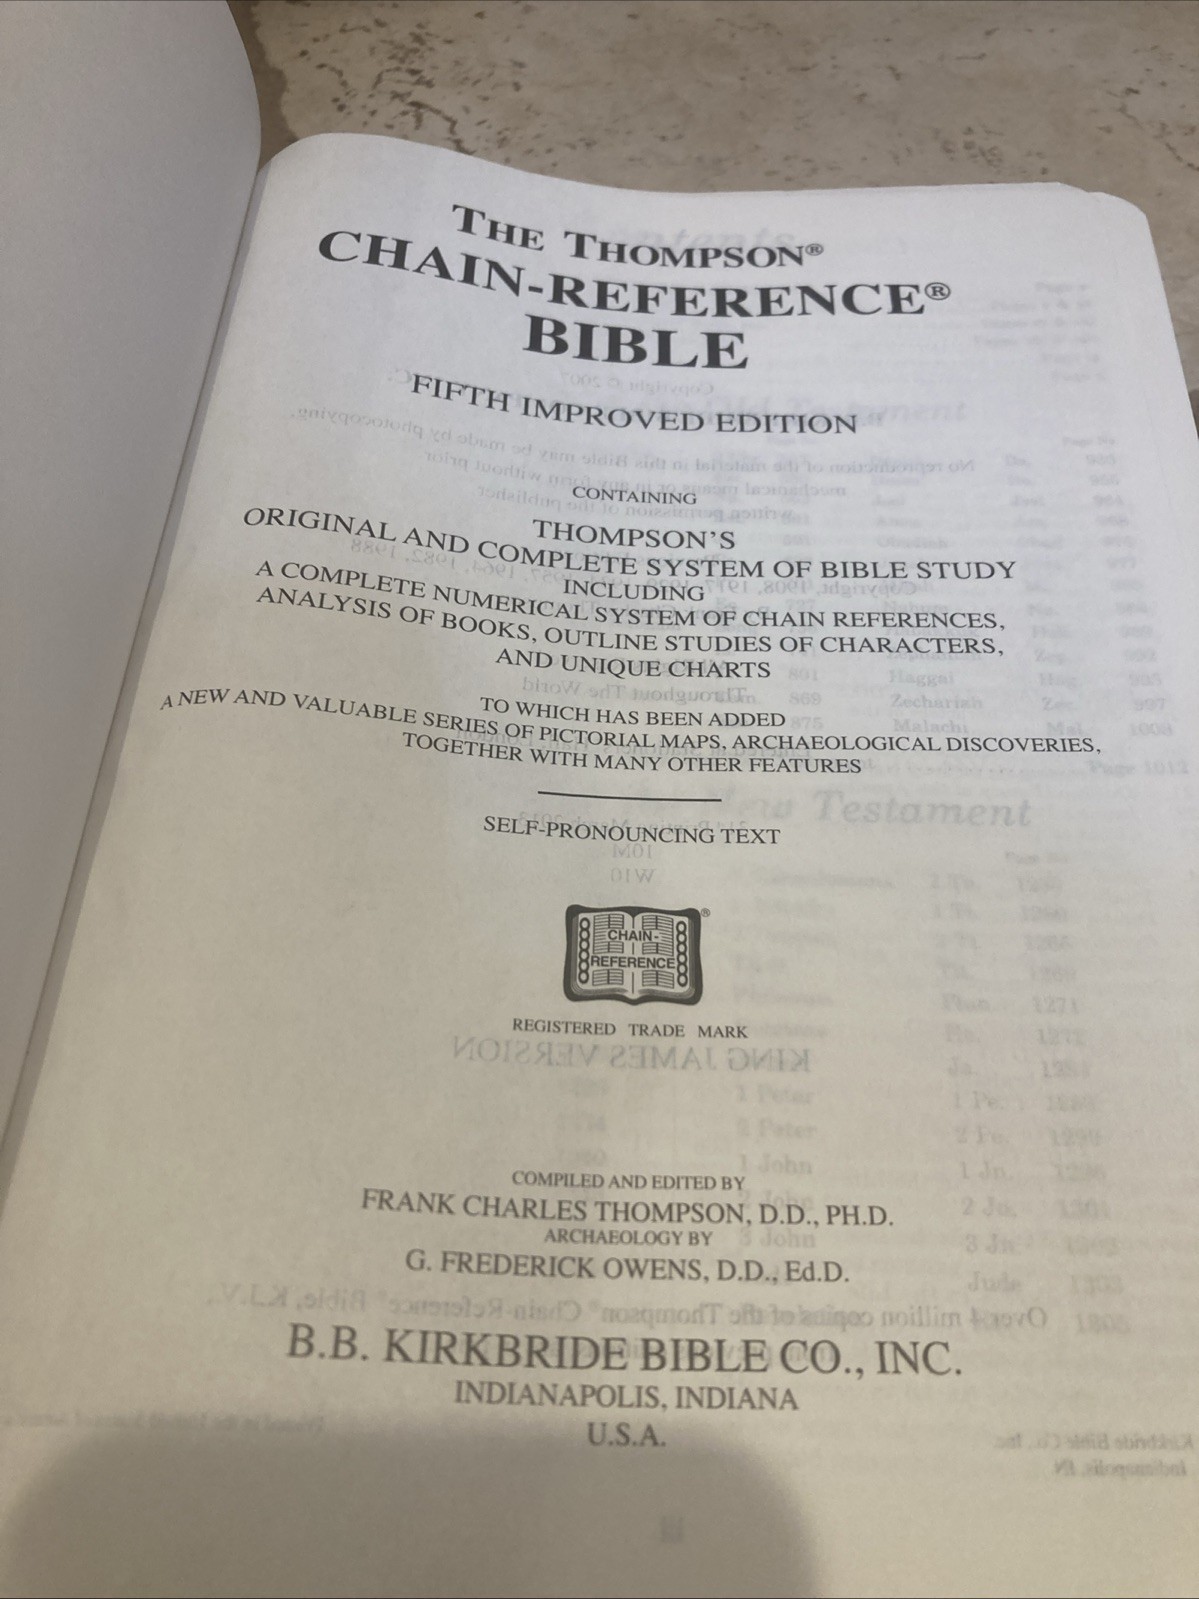 THE THOMPSON®
CHAIN-REFERENCE®
BIBLE
FIFTH IMPROVED EDITION
CONTAINING
THOMPSON'S
ORIGINAL AND COMPLETE SYSTEM OF BIBLE STUDY
INCLUDING
A COMPLETE NUMERICAL SYSTEM OF CHAIN REFERENCES,
ANALYSIS OF BOOKS, OUTLINE STUDIES OF CHARACTERS,
AND UNIQUE CHARTS
TO WHICH HAS BEEN ADDED
A NEW AND VALUABLE SERIES OF PICTORIAL MAPS, ARCHAEOLOGICAL DISCOVERIES,
TOGETHER WITH MANY OTHER FEATURES
SELF-PRONOUNCING TEXT
CHAIN-
REFERENCE
®
REGISTERED TRADE MARK
KING JAMES VERSION
COMPILED AND EDITED BY
FRANK CHARLES THOMPSON, D.D., PH.D.
ARCHAEOLOGY BY
G. FREDERICK OWENS, D.D., Ed.D.
B.B. KIRKBRIDE BIBLE CO., INC.
INDIANAPOLIS, INDIANA
U.S.A.